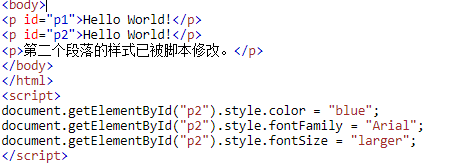 <body>
<p id="p1">Hello World!</p>
<p id="p2">Hello World!</p>
<p>第二个段落的样式已被脚本修改。</p>
</body>
</html>
<script>
document.getElementById("p2").style.color = "blue";
document.getElementById("p2").style.fontFamily = "Arial";
document.getElementById("p2").style.fontSize = "larger";
</script>